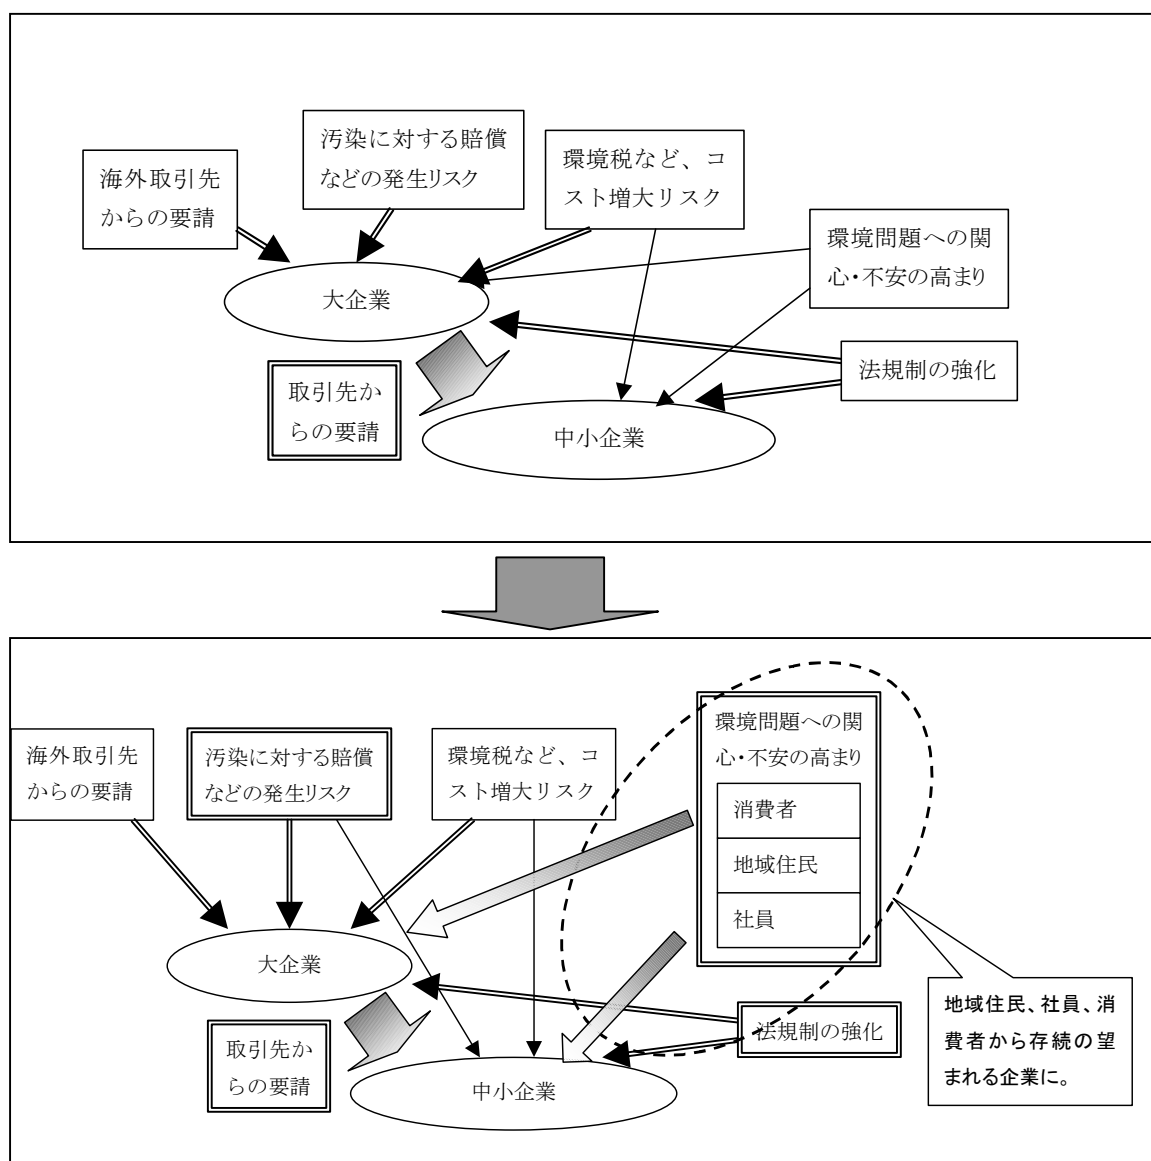 海外取引先
からの要請
汚染に対する賠償
などの発生リスク
環境税など、コ
スト増大リスク
環境問題への関
心・不安の高まり
大企業
法規制の強化
取引先か
らの要請
中小企業
海外取引先
からの要請
汚染に対する賠償
などの発生リスク
環境税など、コ
スト増大リスク
環境問題への関
心・不安の高まり
消費者
地域住民
社員
大企業
法規制の強化
取引先か
らの要請
中小企業
地域住民、社員、消
費者から存続の望
まれる企業に。